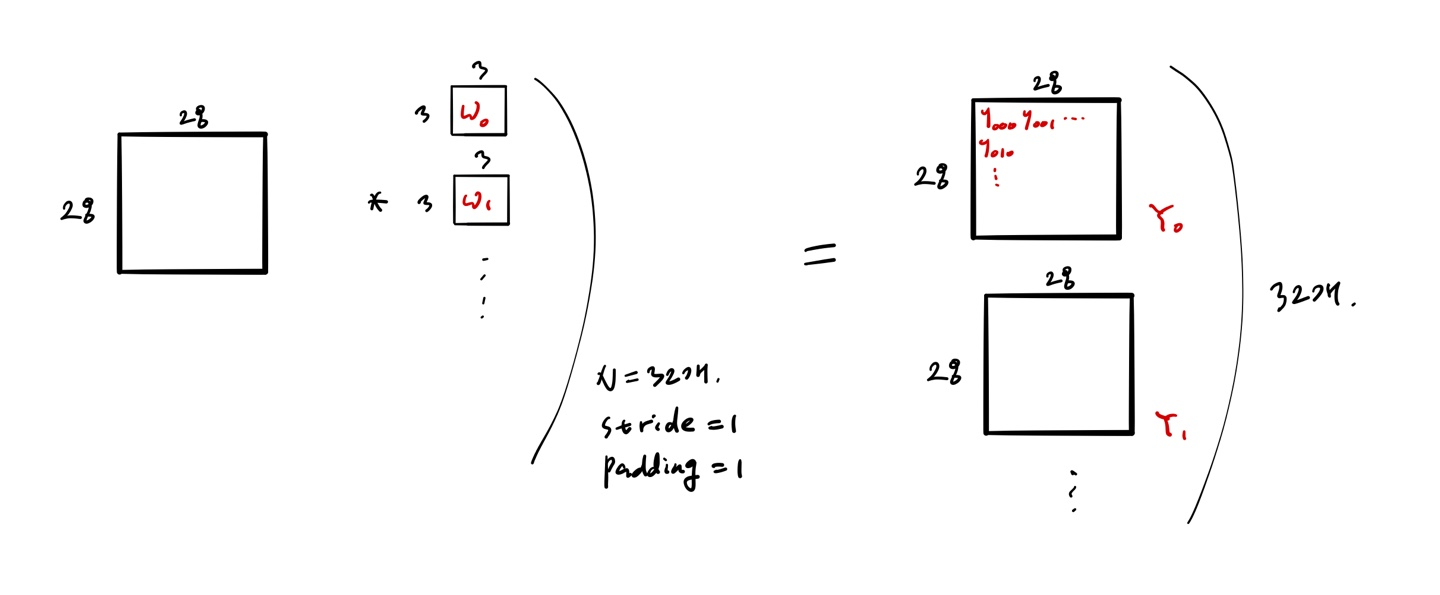 28
28
*
3
3
W₀
3
3
W₁
⋮
N = 32개.
stride = 1
padding = 1
=
28
28
y₀₀₀ y₀₀₁ ⋯
y₀₁₀
⋮
Y₀
28
28
Y₁
⋮
32개.